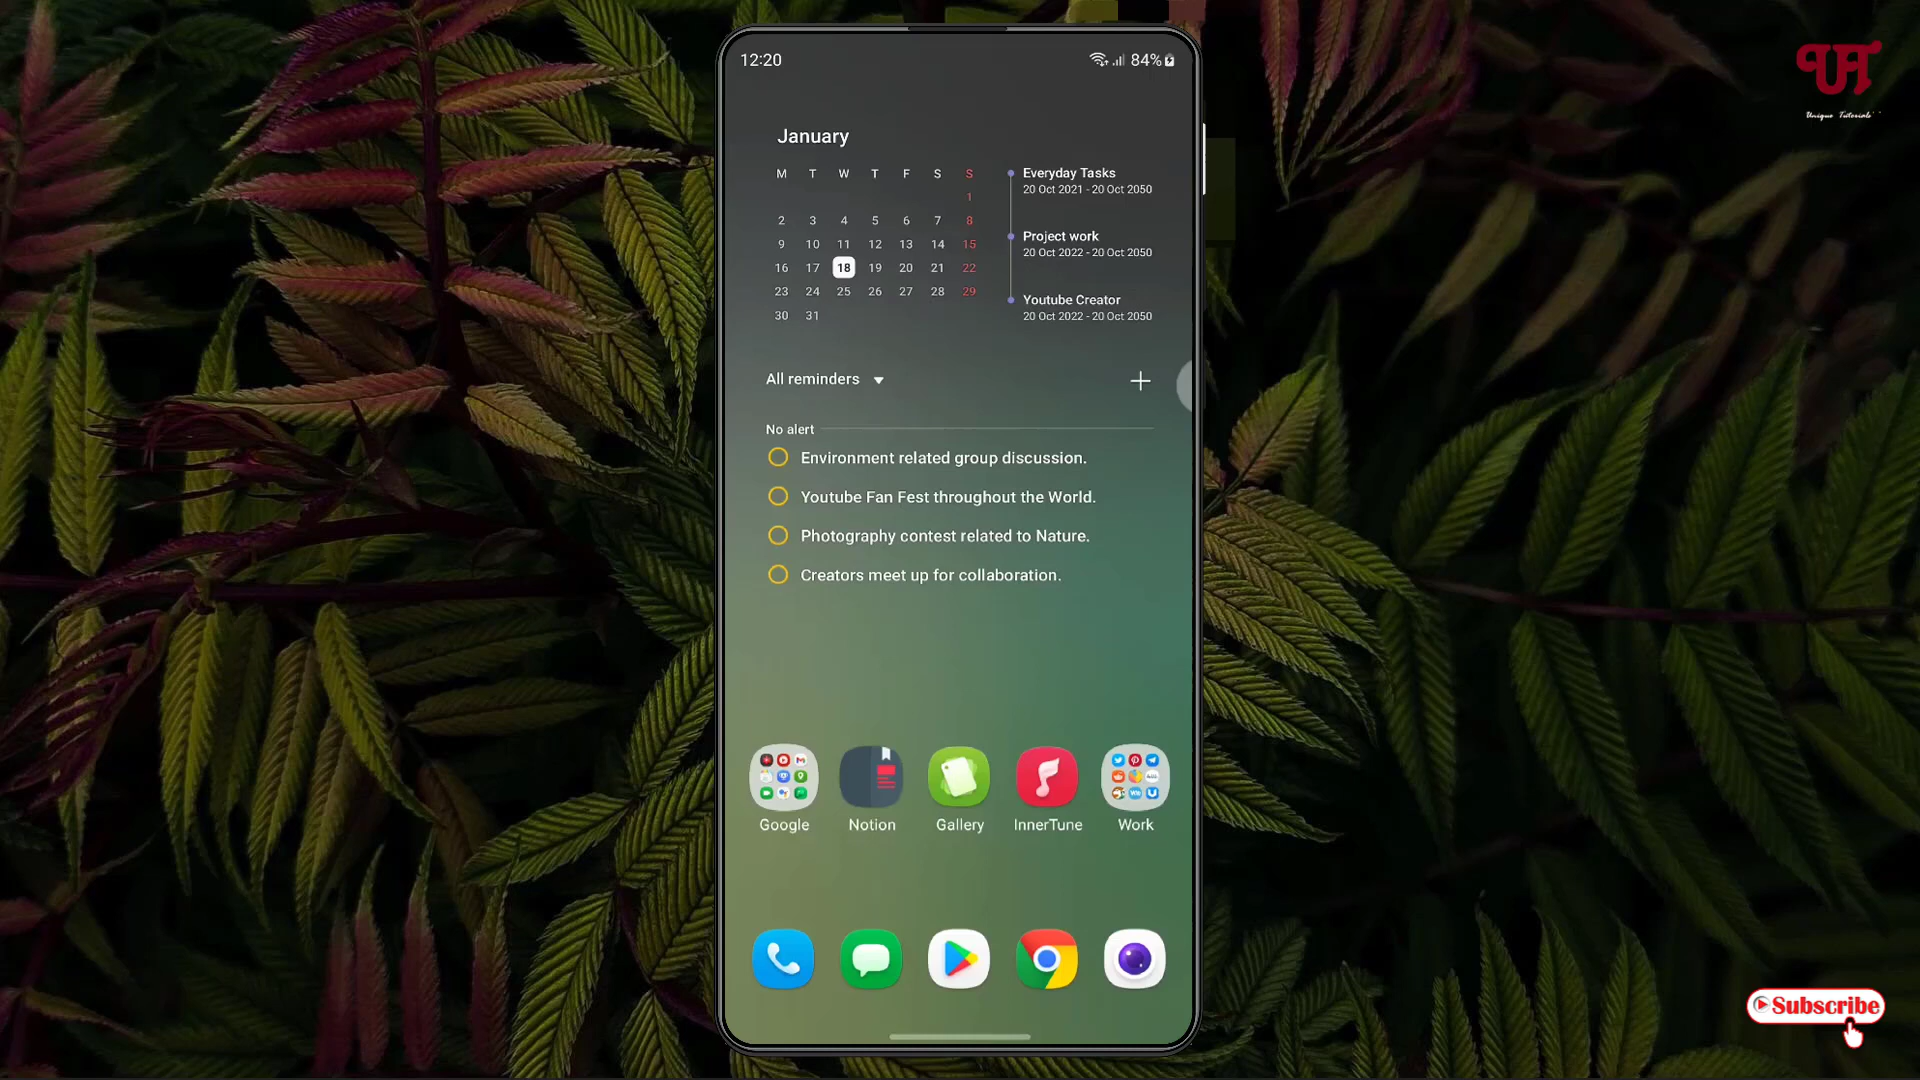 12:20
84%
UT
Unique Tutorials
January
M T W T F S S
1
2 3 4 5 6 7 8
9 10 11 12 13 14 15
16 17 18 19 20 21 22
23 24 25 26 27 28 29
30 31
Everyday Tasks
20 Oct 2021 - 20 Oct 2050
Project work
20 Oct 2022 - 20 Oct 2050
Youtube Creator
20 Oct 2022 - 20 Oct 2050
All reminders
No alert
Environment related group discussion.
Youtube Fan Fest throughout the World.
Photography contest related to Nature.
Creators meet up for collaboration.
Google Notion Gallery InnerTune Work
Subscribe